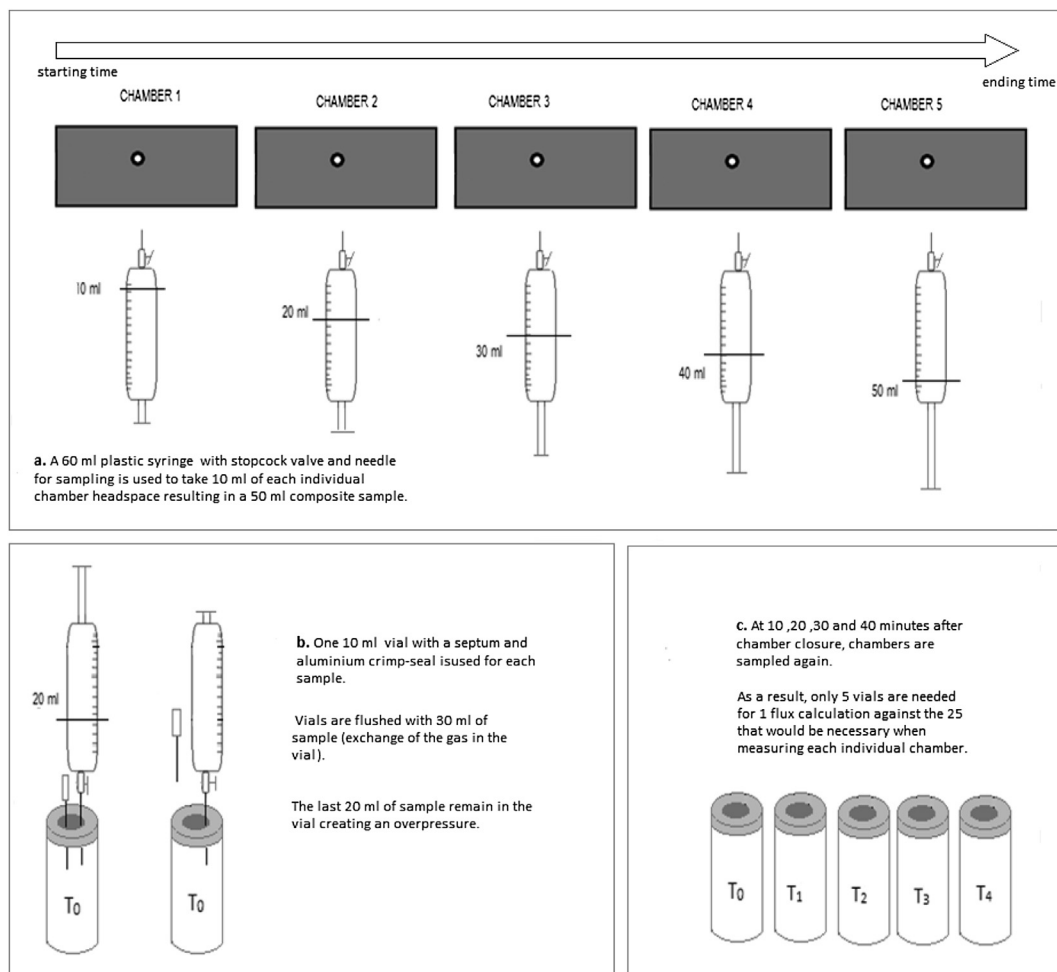 starting time
ending time
CHAMBER 1
CHAMBER 2
CHAMBER 3
CHAMBER 4
CHAMBER 5
10 ml
20 ml
30 ml
40 ml
50 ml
a. A 60 ml plastic syringe with stopcock valve and needle
for sampling is used to take 10 ml of each individual
chamber headspace resulting in a 50 ml composite sample.
20 ml
T0
T0
b. One 10 ml vial with a septum and
aluminium crimp-seal isused for each
sample.
Vials are flushed with 30 ml of
sample (exchange of the gas in the
vial).
The last 20 ml of sample remain in the
vial creating an overpressure.
c. At 10 ,20 ,30 and 40 minutes after
chamber closure, chambers are
sampled again.
As a result, only 5 vials are needed
for 1 flux calculation against the 25
that would be necessary when
measuring each individual chamber.
T0 T1 T2 T3 T4